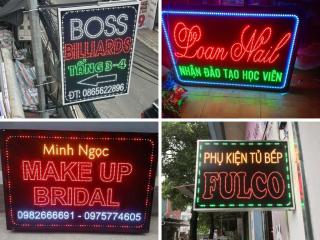 BOSS
BILLIARDS
TẦNG 3-4
ĐT: 0865622896
Loan Nail
NHẬN ĐÀO TẠO HỌC VIÊN
Minh Ngọc
MAKE UP
BRIDAL
0982666691 - 0975774605
PHỤ KIỆN TỦ BẾP
FULCO